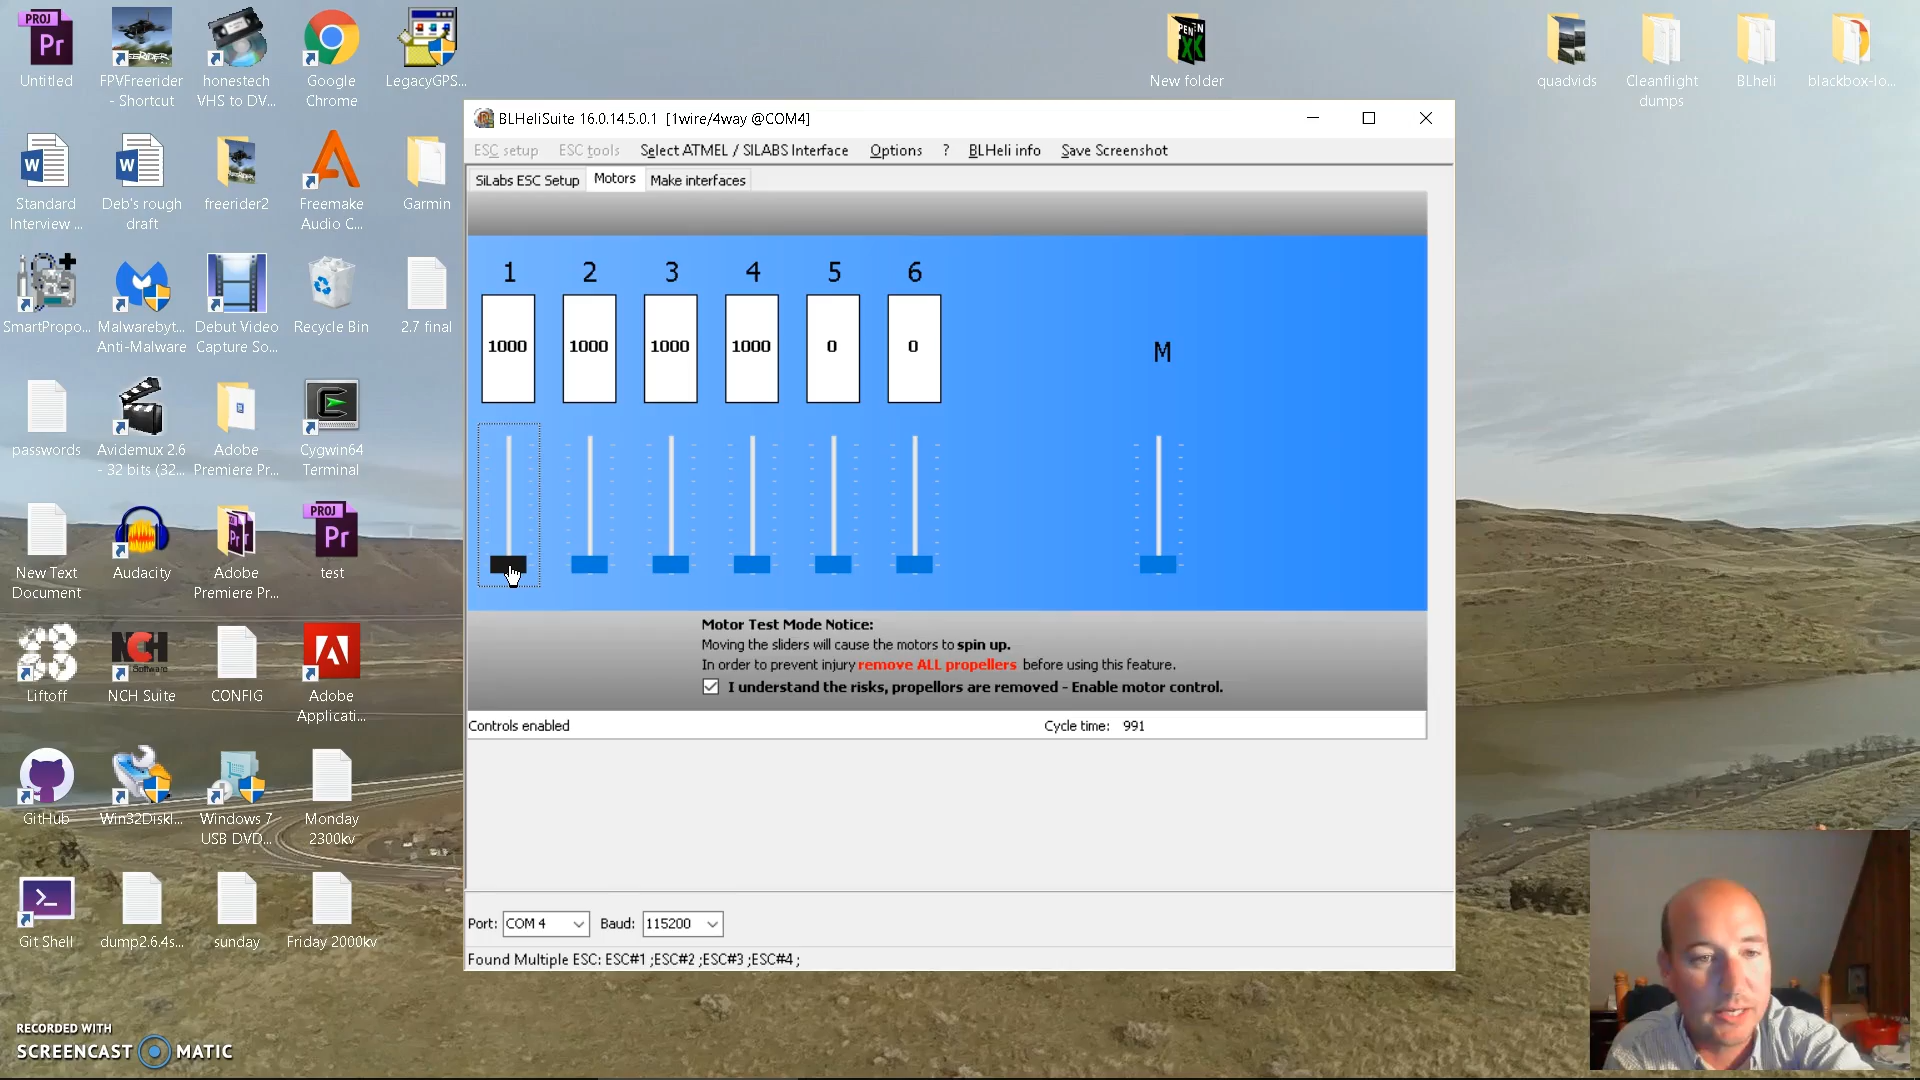 PROJ
Pr
Untitled
FPVFreerider
- Shortcut
honestech
VHS to DV...
Google
Chrome
LegacyGPS...
New folder
quadvids
Cleanflight
dumps
BLheli
blackbox-lo...
BLHeliSuite 16.0.14.5.0.1 [1wire/4way @COM4]
ESC setup ESC tools Select ATMEL / SILABS Interface Options ? BLHeli info Save Screenshot
SiLabs ESC Setup Motors Make interfaces
Standard
Interview ...
Deb's rough
draft
freerider2
Freemake
Audio C...
Garmin
1 2 3 4 5 6
1000 1000 1000 1000 0 0
M
SmartPropo...
Malwarebyt...
Anti-Malware
Debut Video
Capture So...
Recycle Bin
2.7 final
passwords
Avidemux 2.6
- 32 bits (32...
Adobe
Premiere Pr...
Cygwin64
Terminal
New Text
Document
Audacity
Adobe
Premiere Pr...
PROJ
Pr
test
Motor Test Mode Notice:
Moving the sliders will cause the motors to spin up.
In order to prevent injury remove ALL propellers before using this feature.
I understand the risks, propellors are removed - Enable motor control.
Controls enabled Cycle time: 991
Liftoff
NCH
Software
NCH Suite
CONFIG
Adobe
Applicati...
GitHub
Win32DiskI...
Windows 7
USB DVD...
Monday
2300kv
Git Shell
dump2.6.4s...
sunday
Friday 2000kv
Port: COM 4 Baud: 115200
Found Multiple ESC: ESC#1 ;ESC#2 ;ESC#3 ;ESC#4 ;
RECORDED WITH
SCREENCAST MATIC